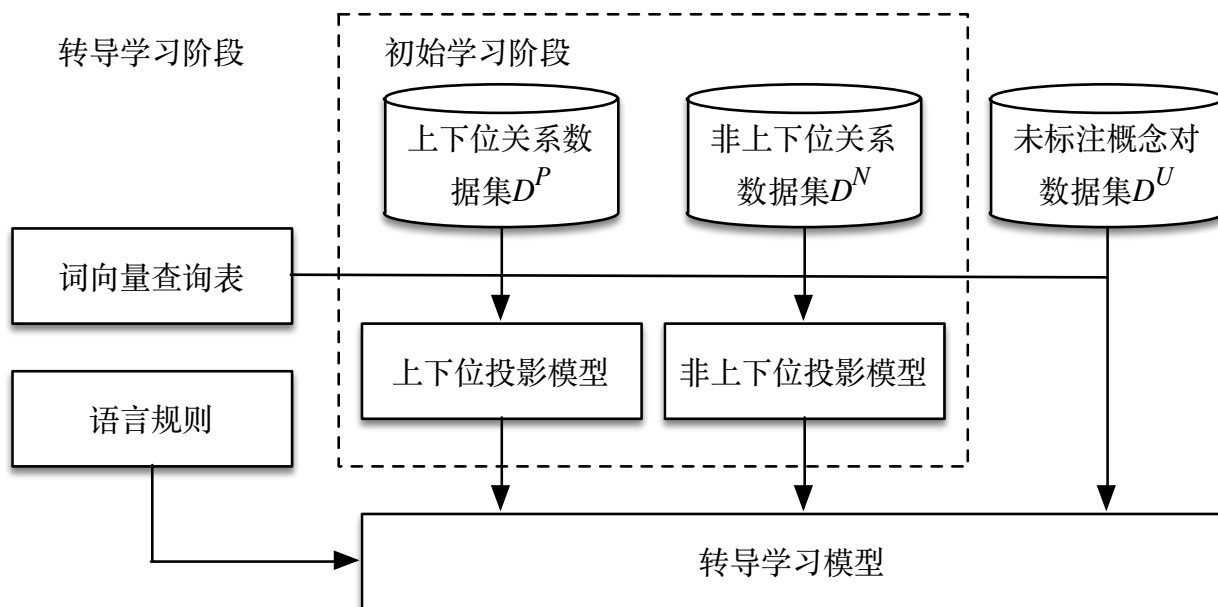 转导学习阶段
初始学习阶段
上下位关系数
据集D^P
非上下位关系
数据集D^N
未标注概念对
数据集D^U
词向量查询表
上下位投影模型
非上下位投影模型
语言规则
转导学习模型